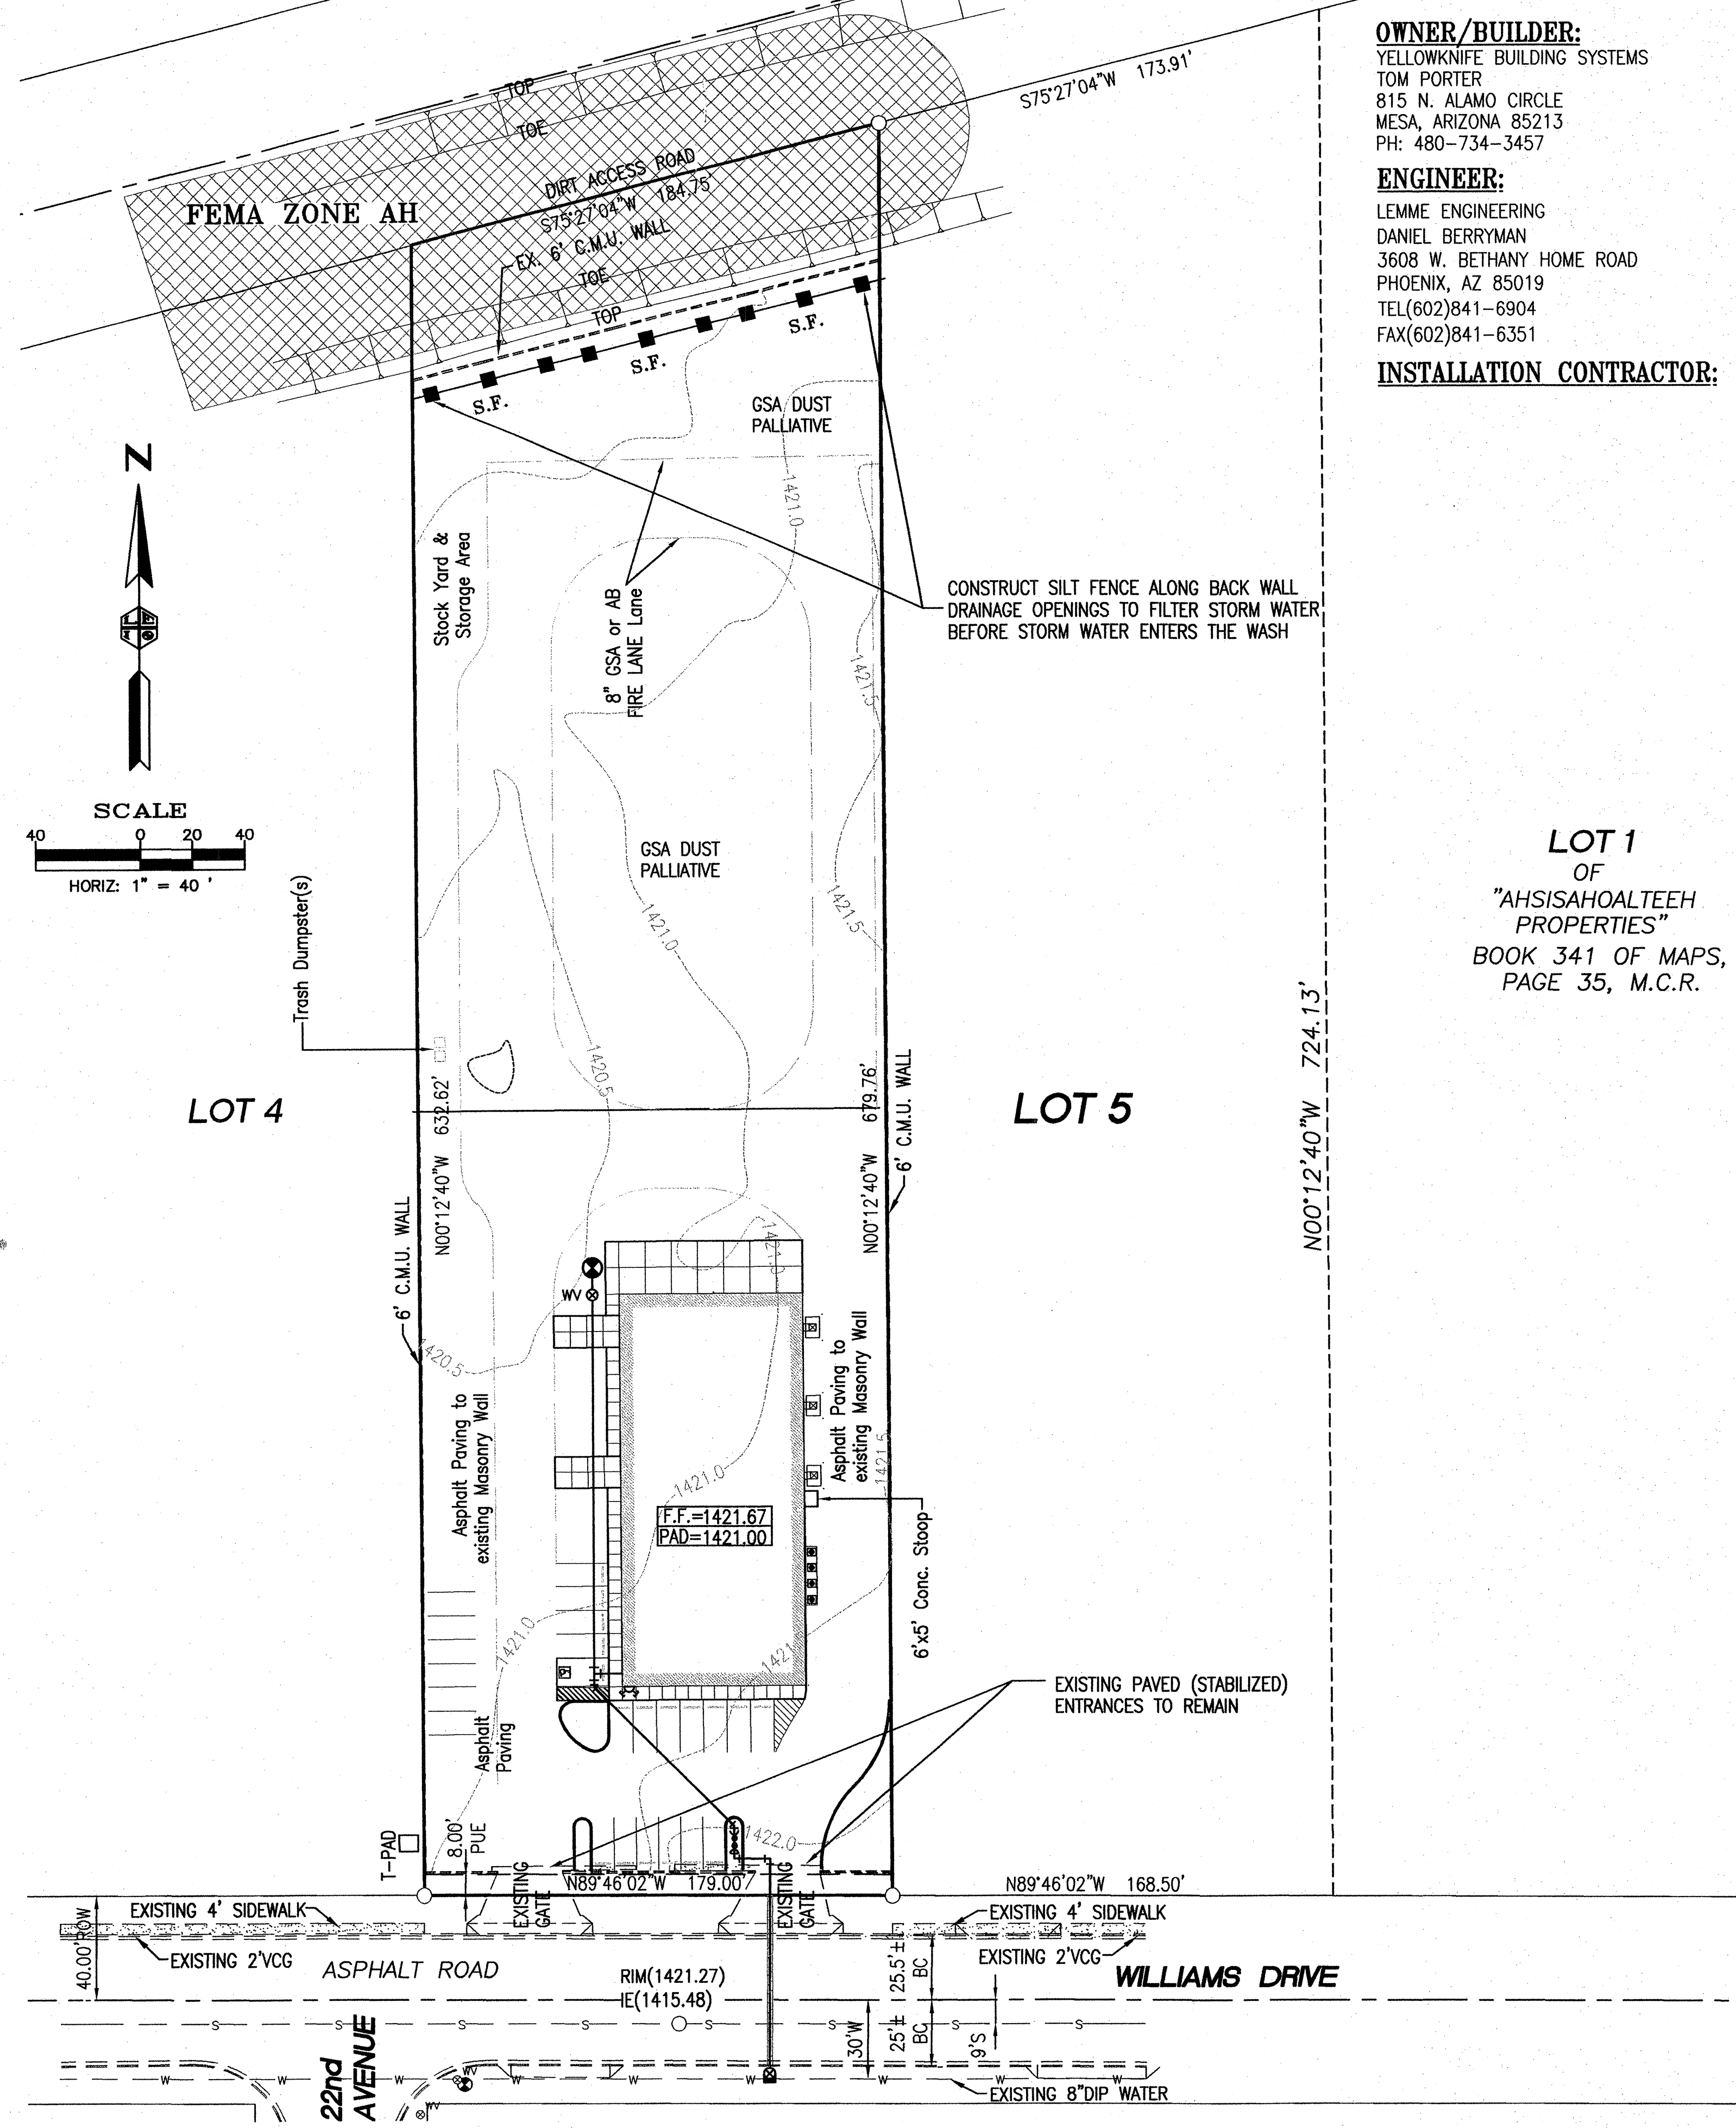 OWNER/BUILDER:
YELLOWKNIFE BUILDING SYSTEMS
TOM PORTER
815 N. ALAMO CIRCLE
MESA, ARIZONA 85213
PH: 480-734-3457
ENGINEER:
LEMME ENGINEERING
DANIEL BERRYMAN
3608 W. BETHANY HOME ROAD
PHOENIX, AZ 85019
TEL(602)841-6904
FAX(602)841-6351
INSTALLATION CONTRACTOR:
S75°27'04"W 173.91'
TOP
TOE
DIRT ACCESS ROAD
S75°27'04"W 184.75'
FEMA ZONE AH
EX. 6' C.M.U. WALL
TOE
TOP
S.F.
S.F.
S.F.
GSA DUST
PALLIATIVE
N
1421.0
Stock Yard &
Storage Area
8" GSA or AB
FIRE LANE Lane
CONSTRUCT SILT FENCE ALONG BACK WALL
DRAINAGE OPENINGS TO FILTER STORM WATER
BEFORE STORM WATER ENTERS THE WASH
1421.5
SCALE
40 0 20 40
HORIZ: 1" = 40 '
GSA DUST
PALLIATIVE
1421.0
1421.5
LOT 1
OF
"AHSISAHOALTEEH
PROPERTIES"
BOOK 341 OF MAPS,
PAGE 35, M.C.R.
Trash Dumpster(s)
1420.5
LOT 4
N00°12'40"W 632.62'
N00°12'40"W 679.76'
6' C.M.U. WALL
LOT 5
N00°12'40"W 724.13'
6' C.M.U. WALL
1421.0
WV
1420.5
Asphalt Paving to
existing Masonry Wall
Asphalt Paving to
existing Masonry Wall
1421.5
1421.0
F.F.=1421.67
PAD=1421.00
6'x5' Conc. Stoop
1421.0
1421
EXISTING PAVED (STABILIZED)
ENTRANCES TO REMAIN
Asphalt
Paving
T-PAD
8.00'
PUE
1422.0
N89°46'02"W 179.00'
EXISTING
GATE
EXISTING
GATE
N89°46'02"W 168.50'
40.00'ROW
EXISTING 4' SIDEWALK
EXISTING 4' SIDEWALK
EXISTING 2'VCG
EXISTING 2'VCG
ASPHALT ROAD
RIM(1421.27)
IE(1415.48)
25.5'±
BC
WILLIAMS DRIVE
S S S S S S S S
30'W
25'±
BC
9'S
22nd
AVENUE
WV
W W W W W W W W
EXISTING 8"DIP WATER
WV